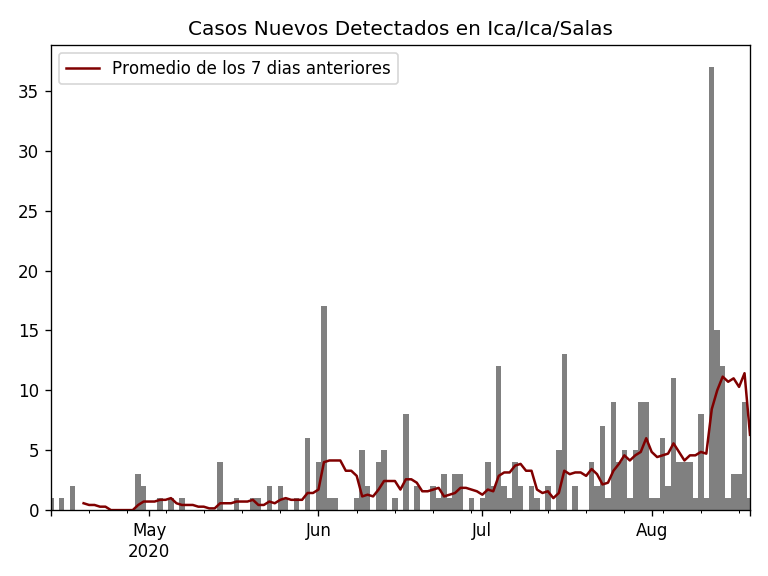 Casos Nuevos Detectados en Ica/Ica/Salas
Promedio de los 7 dias anteriores
35
30
25
20
15
10
5
0
May
2020
Jun
Jul
Aug